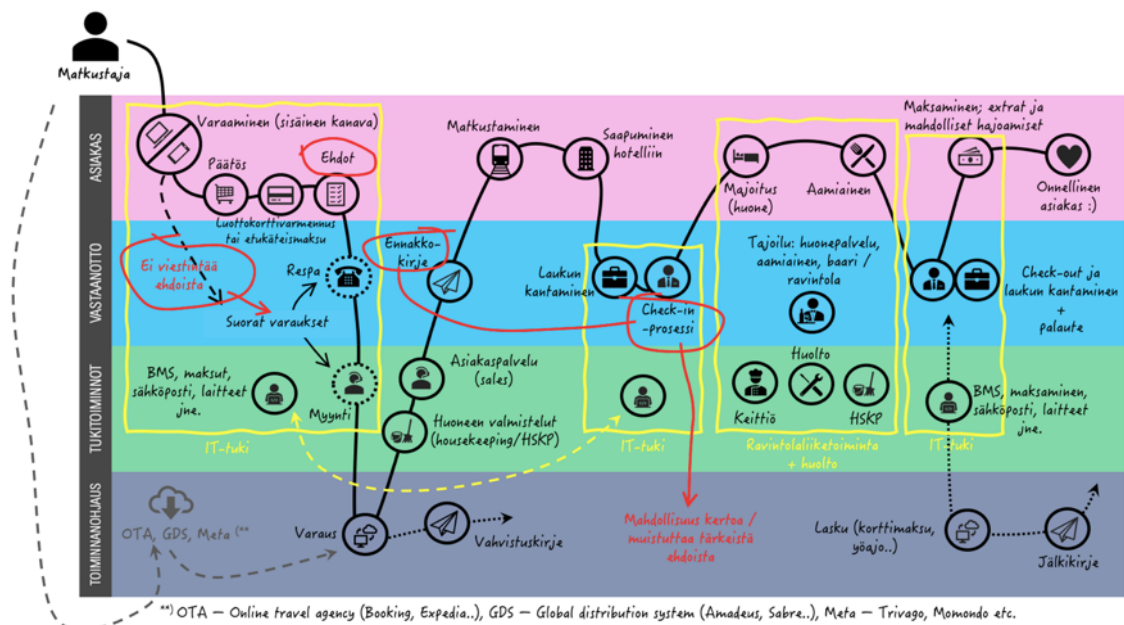 Matkustaja
ASIAKAS
Varaaminen (sisäinen kanava)
Päätös
Ehdot
Luottokorttivarmennus
tai etukäteismaksu
Matkustaminen
Saapuminen
hotelliin
Majoitus
(huone)
Aamiainen
Maksaminen; extrat ja
mahdolliset hajoamiset
Onnellinen
asiakas :)
VASTAANOTTO
Ei viestintää
ehdoista
Respa
Suorat varaukset
Ennakko-
kirje
Laukun
kantaminen
Check-in
-prosessi
Tajoilu: huonepalvelu,
aamiainen, baari /
ravintola
Check-out ja
laukun kantaminen
+
palaute
TUKITOIMINNOT
BMS, maksut,
sähköposti, laitteet
jne.
Myynti
IT-tuki
Asiakaspalvelu
(sales)
Huoneen valmistelut
(housekeeping/HSKP)
IT-tuki
Huolto
Keittiö
HSKP
Ravintolaliiketoiminta
+ huolto
BMS, maksaminen,
sähköposti, laitteet
jne.
IT-tuki
TOIMINNANOHJAUS
OTA, GDS, Meta (**
Varaus
Vahvistuskirje
Mahdollisuus kertoa /
muistuttaa tärkeistä
ehdoista
Lasku (korttimaksu,
yöajo..)
Jälkikirje
**) OTA – Online travel agency (Booking, Expedia..), GDS – Global distribution system (Amadeus, Sabre..), Meta – Trivago, Momondo etc.